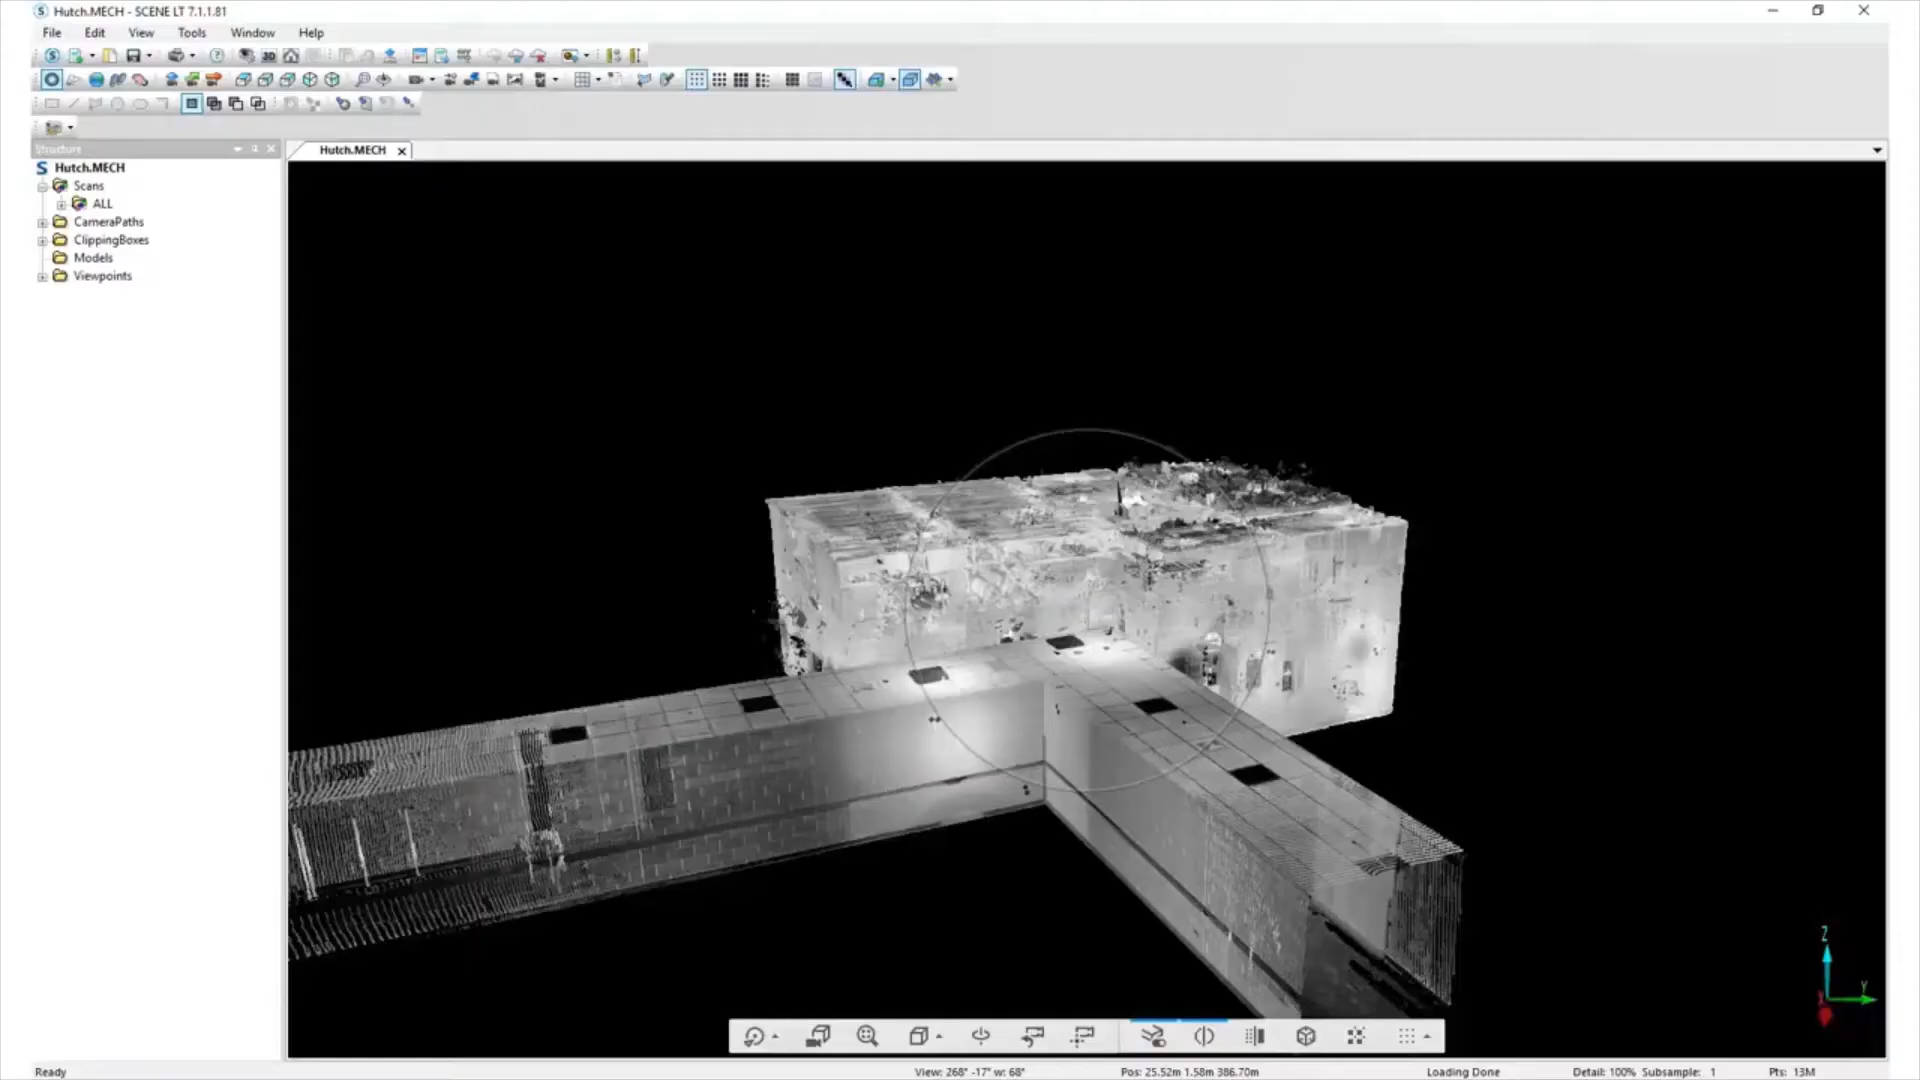 Hutch.MECH - SCENE LT 7.1.1.81
File Edit View Tools Window Help
3D
Structure
Hutch.MECH
Hutch.MECH
Scans
ALL
CameraPaths
ClippingBoxes
Models
Viewpoints
Z
Y
X
Ready
View: 268° -17° w: 68°
Pos: 25.52m 1.58m 386.70m
Loading Done
Detail: 100% Subsample: 1
Pts: 13M